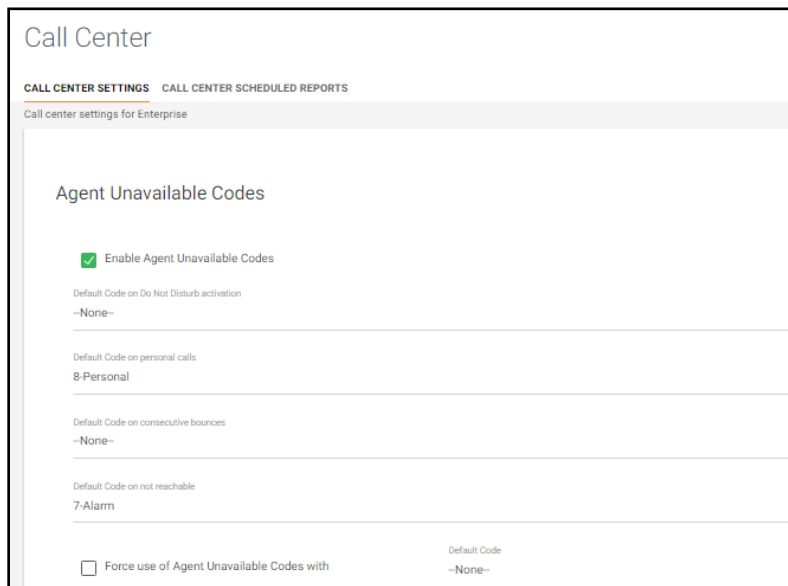 Call Center
CALL CENTER SETTINGS CALL CENTER SCHEDULED REPORTS
Call center settings for Enterprise
Agent Unavailable Codes
Enable Agent Unavailable Codes
Default Code on Do Not Disturb activation
--None--
Default Code on personal calls
8-Personal
Default Code on consecutive bounces
--None--
Default Code on not reachable
7-Alarm
Default Code
Force use of Agent Unavailable Codes with --None--